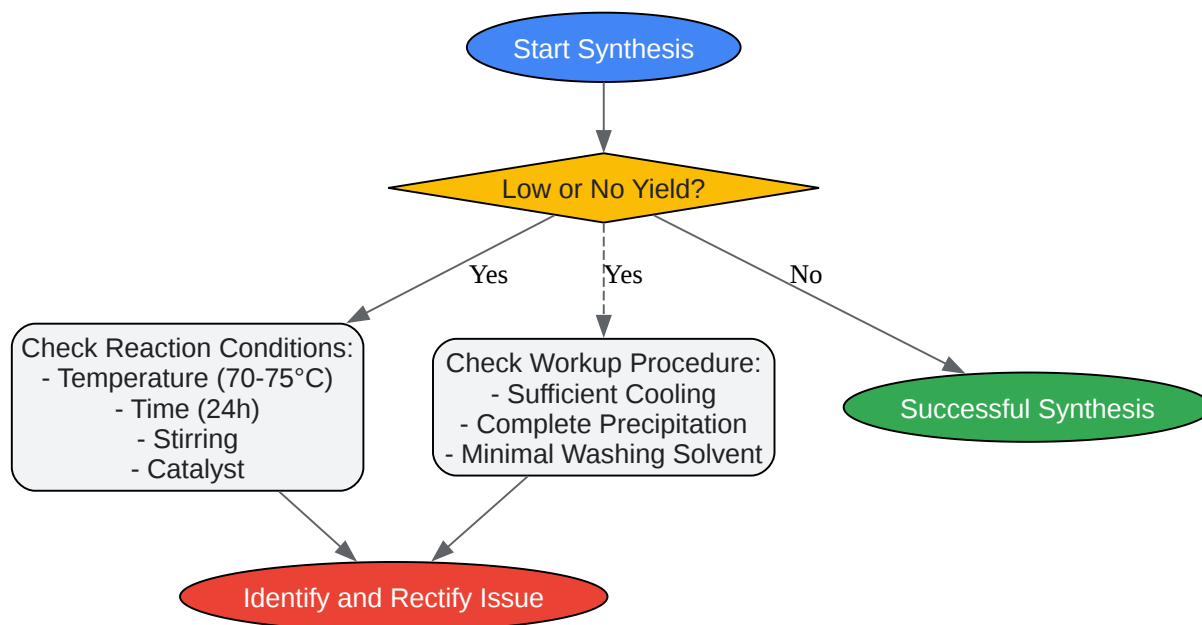 Start Synthesis
Low or No Yield?
Yes
Yes
No
Check Reaction Conditions:
- Temperature (70-75°C)
- Time (24h)
- Stirring
- Catalyst
Check Workup Procedure:
- Sufficient Cooling
- Complete Precipitation
- Minimal Washing Solvent
Successful Synthesis
Identify and Rectify Issue